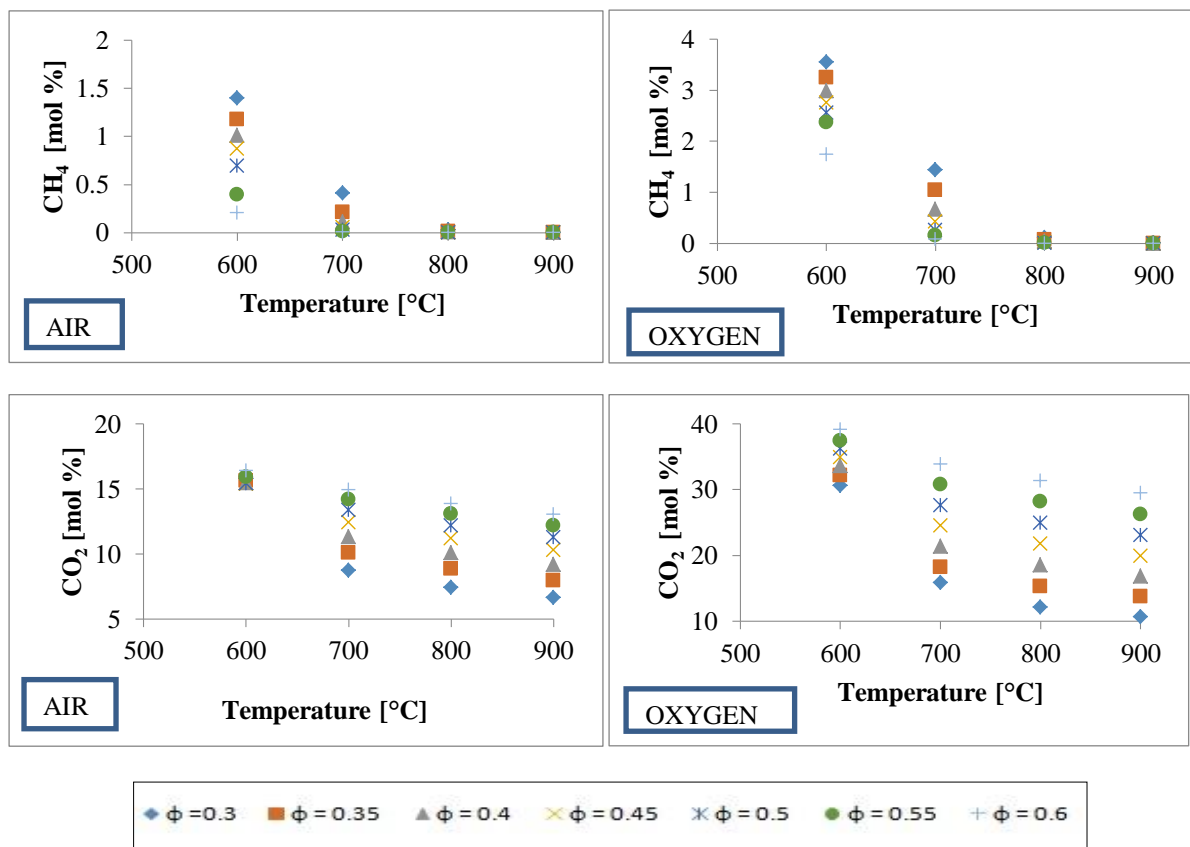 2
1.5
1
0.5
0
CH₄ [mol %]
500 600 700 800 900
Temperature [°C]
AIR
4
3
2
1
0
CH₄ [mol %]
500 600 700 800 900
Temperature [°C]
OXYGEN
20
15
10
5
CO₂ [mol %]
500 600 700 800 900
Temperature [°C]
AIR
40
30
20
10
CO₂ [mol %]
500 600 700 800 900
Temperature [°C]
OXYGEN
ϕ =0.3 ϕ = 0.35 ϕ = 0.4 ϕ = 0.45 ϕ = 0.5 ϕ = 0.55 ϕ = 0.6